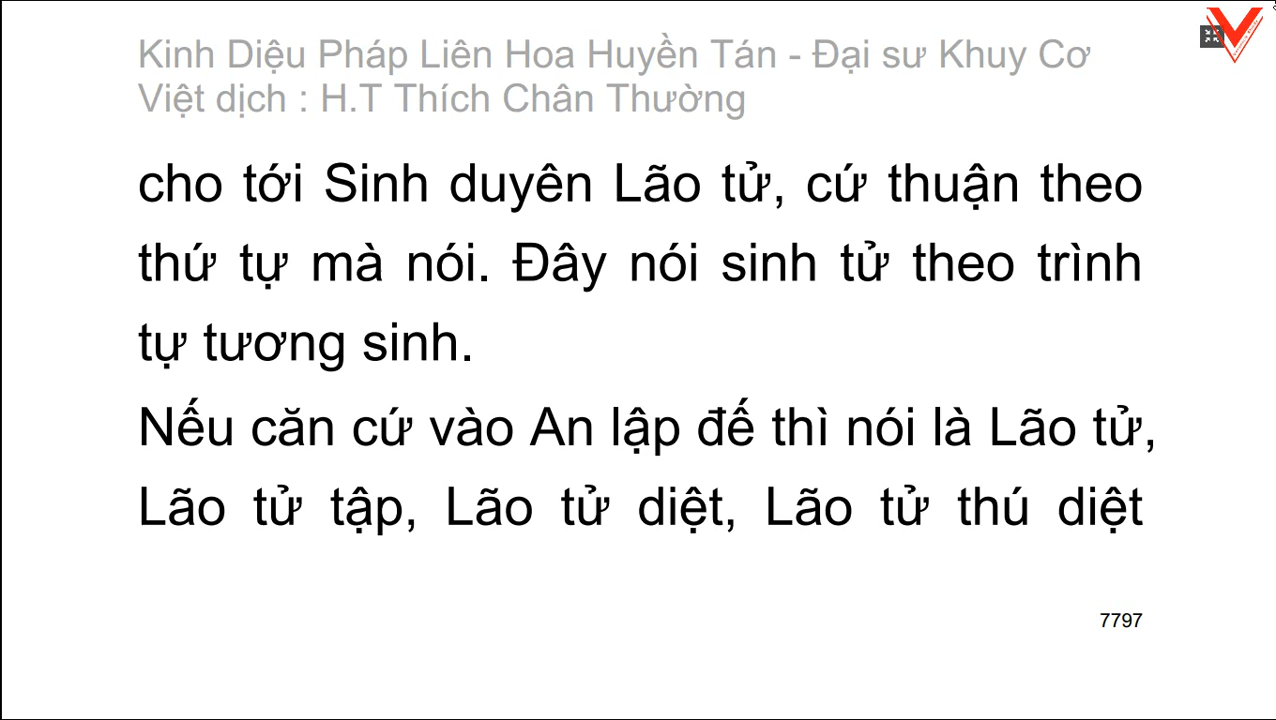 Kinh Diệu Pháp Liên Hoa Huyền Tán - Đại sư Khuy Cơ
Việt dịch : H.T Thích Chân Thường
cho tới Sinh duyên Lão tử, cứ thuận theo
thứ tự mà nói. Đây nói sinh tử theo trình
tự tương sinh.
Nếu căn cứ vào An lập đế thì nói là Lão tử,
Lão tử tập, Lão tử diệt, Lão tử thú diệt
7797